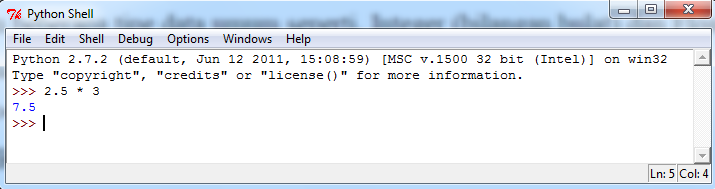 Python Shell
File Edit Shell Debug Options Windows Help
Python 2.7.2 (default, Jun 12 2011, 15:08:59) [MSC v.1500 32 bit (Intel)] on win32
Type "copyright", "credits" or "license()" for more information.
>>> 2.5 * 3
7.5
>>>
Ln: 5 Col: 4